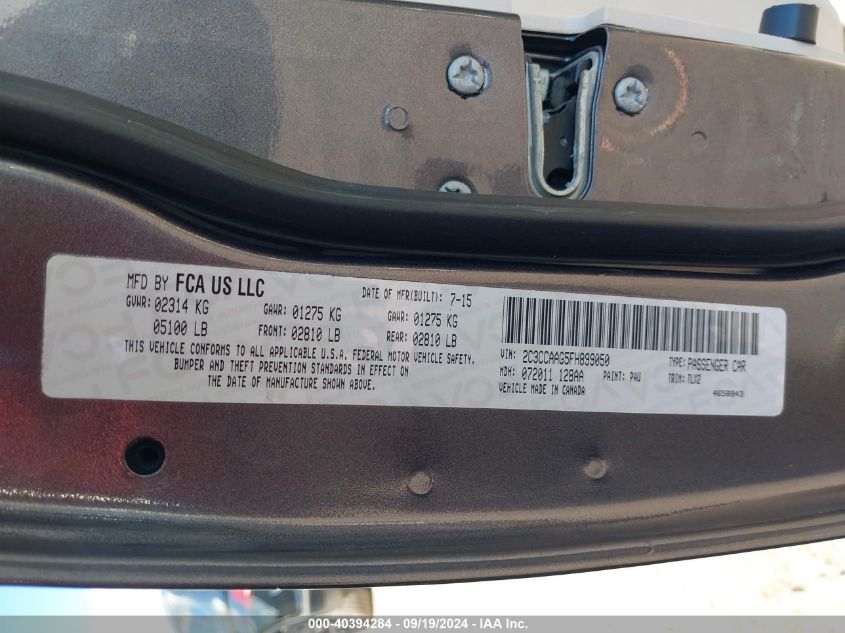 MFD BY FCA US LLC
DATE OF MFR(BUILT): 7-15
GVWR: 02314 KG
GAWR: 01275 KG
GAWR: 01275 KG
05100 LB
FRONT: 02810 LB
REAR: 02810 LB
THIS VEHICLE CONFORMS TO ALL APPLICABLE U.S.A. FEDERAL MOTOR VEHICLE SAFETY,
BUMPER AND THEFT PREVENTION STANDARDS IN EFFECT ON
THE DATE OF MANUFACTURE SHOWN ABOVE.
VIN: 2C3CCAAG5FH899050
TYPE: PASSENGER CAR
MDH: 072011 128AA
PAINT: PAU
TRIM: TLX2
VEHICLE MADE IN CANADA
4658843
000-40394284 - 09/19/2024 - IAA Inc.